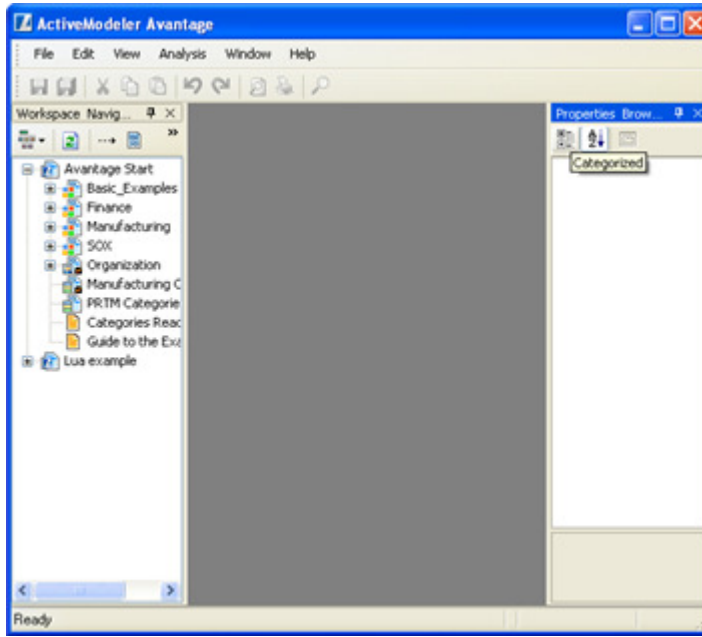 ActiveModeler Avantage
File Edit View Analysis Window Help
Workspace Navig...
Properties Brow...
Categorized
Avantage Start
Basic_Examples
Finance
Manufacturing
SOX
Organization
Manufacturing C
PRTM Categorie
Categories Reac
Guide to the Exa
Lua example
Ready